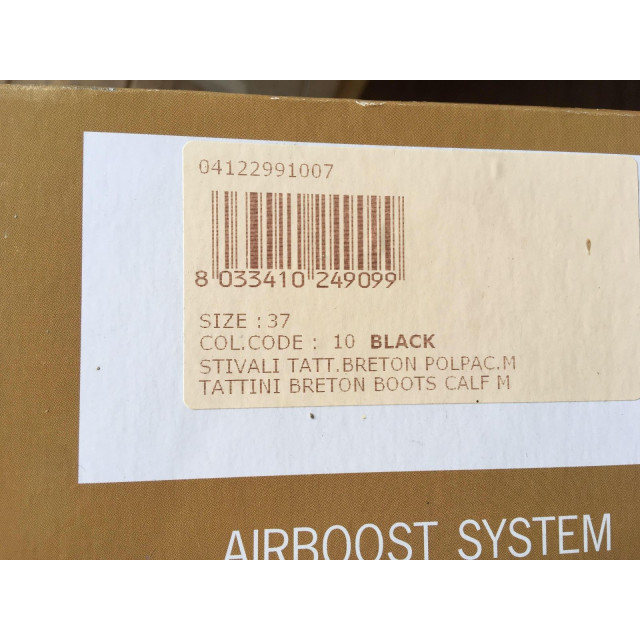 04122991007
8 033410 249099
SIZE : 37
COL.CODE : 10 BLACK
STIVALI TATT.BRETON POLPAC.M
TATTINI BRETON BOOTS CALF M
AIRBOOST SYSTEM